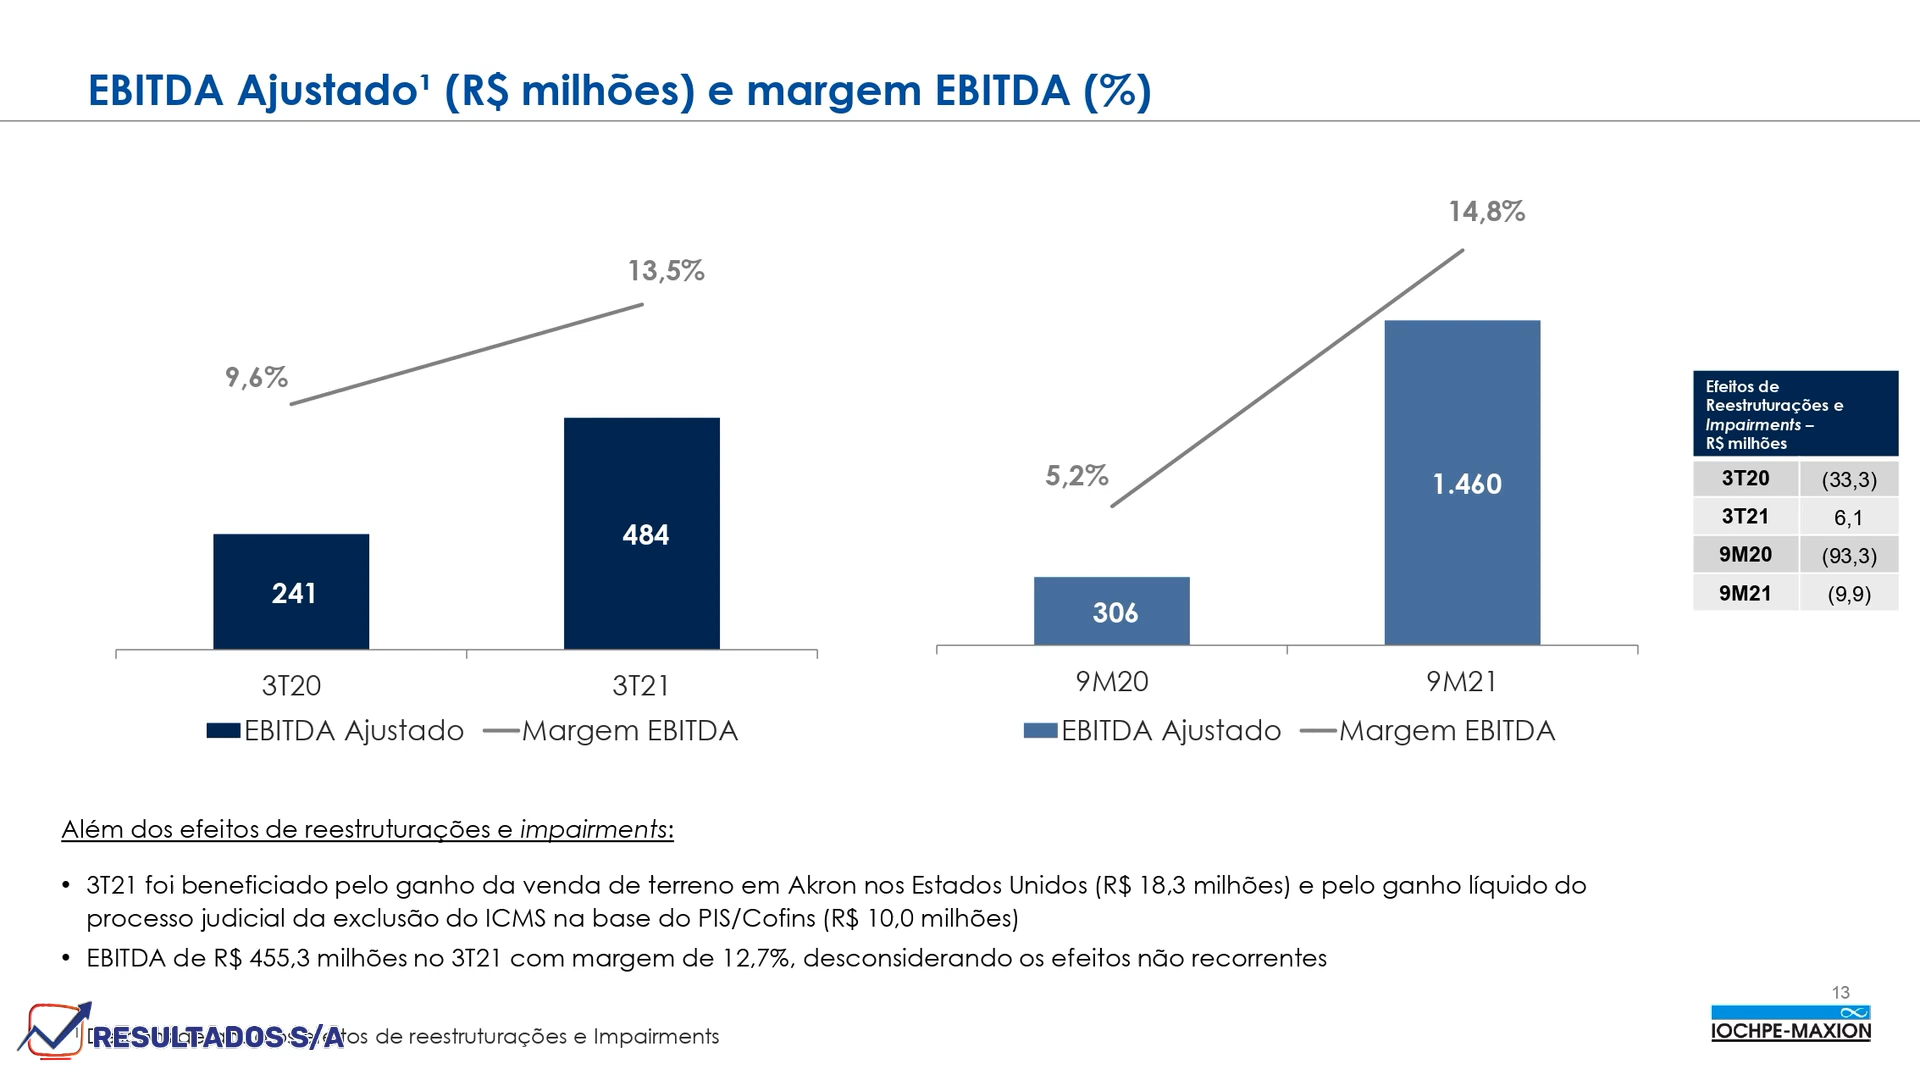 EBITDA Ajustado¹ (R$ milhões) e margem EBITDA (%)
9,6%
13,5%
241
484
3T20
3T21
EBITDA Ajustado
Margem EBITDA
5,2%
14,8%
306
1.460
9M20
9M21
EBITDA Ajustado
Margem EBITDA
Efeitos de
Reestruturações e
Impairments –
R$ milhões
3T20 (33,3)
3T21 6,1
9M20 (93,3)
9M21 (9,9)
Além dos efeitos de reestruturações e impairments:
• 3T21 foi beneficiado pelo ganho da venda de terreno em Akron nos Estados Unidos (R$ 18,3 milhões) e pelo ganho líquido do
processo judicial da exclusão do ICMS na base do PIS/Cofins (R$ 10,0 milhões)
• EBITDA de R$ 455,3 milhões no 3T21 com margem de 12,7%, desconsiderando os efeitos não recorrentes
13
IOCHPE-MAXION
RESULTADOS S/A
de reestruturações e Impairments